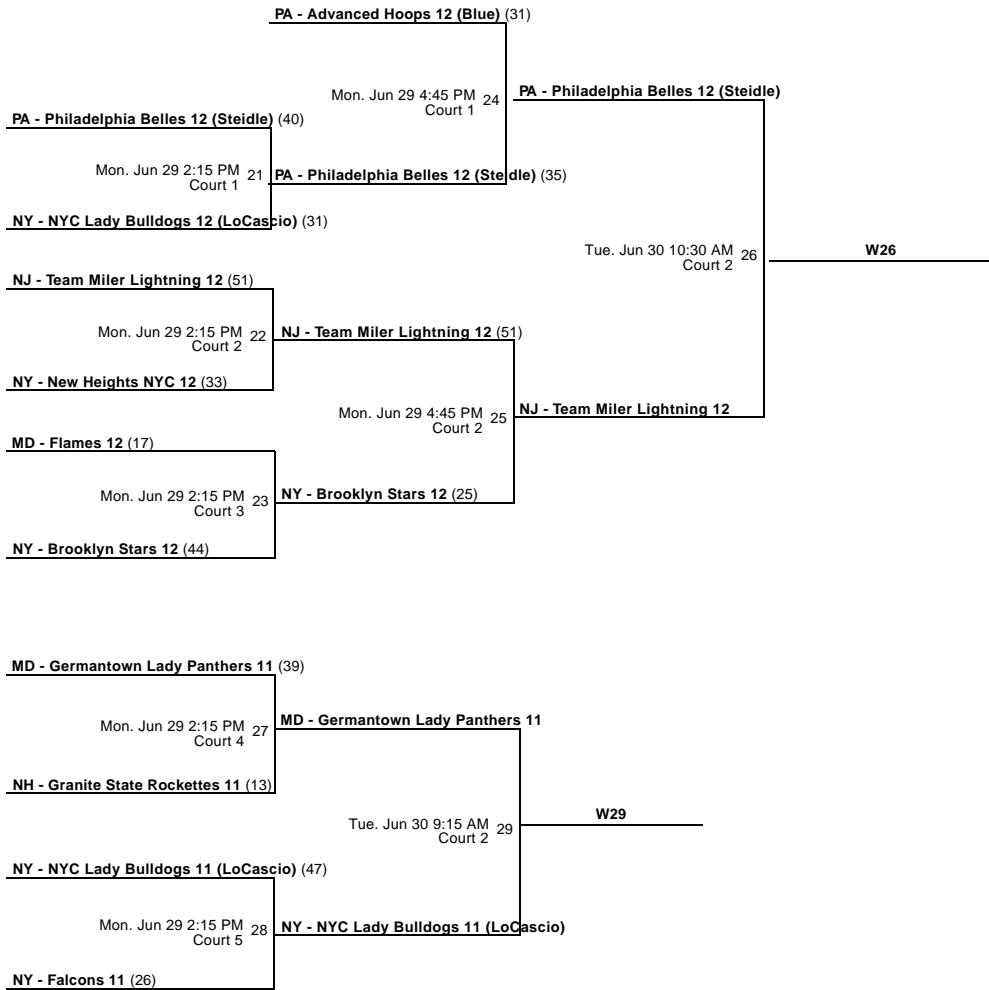 PA - Advanced Hoops 12 (Blue) (31)
Mon. Jun 29 4:45 PM 24
Court 1
PA - Philadelphia Belles 12 (Steidle)
PA - Philadelphia Belles 12 (Steidle) (40)
Mon. Jun 29 2:15 PM 21
Court 1
PA - Philadelphia Belles 12 (Steidle) (35)
NY - NYC Lady Bulldogs 12 (LoCascio) (31)
Tue. Jun 30 10:30 AM 26
Court 2
W26
NJ - Team Miler Lightning 12 (51)
Mon. Jun 29 2:15 PM 22
Court 2
NJ - Team Miler Lightning 12 (51)
NY - New Heights NYC 12 (33)
Mon. Jun 29 4:45 PM 25
Court 2
NJ - Team Miler Lightning 12
MD - Flames 12 (17)
Mon. Jun 29 2:15 PM 23
Court 3
NY - Brooklyn Stars 12 (25)
NY - Brooklyn Stars 12 (44)
MD - Germantown Lady Panthers 11 (39)
Mon. Jun 29 2:15 PM 27
Court 4
MD - Germantown Lady Panthers 11
NH - Granite State Rockettes 11 (13)
Tue. Jun 30 9:15 AM 29
Court 2
W29
NY - NYC Lady Bulldogs 11 (LoCascio) (47)
Mon. Jun 29 2:15 PM 28
Court 5
NY - NYC Lady Bulldogs 11 (LoCascio)
NY - Falcons 11 (26)